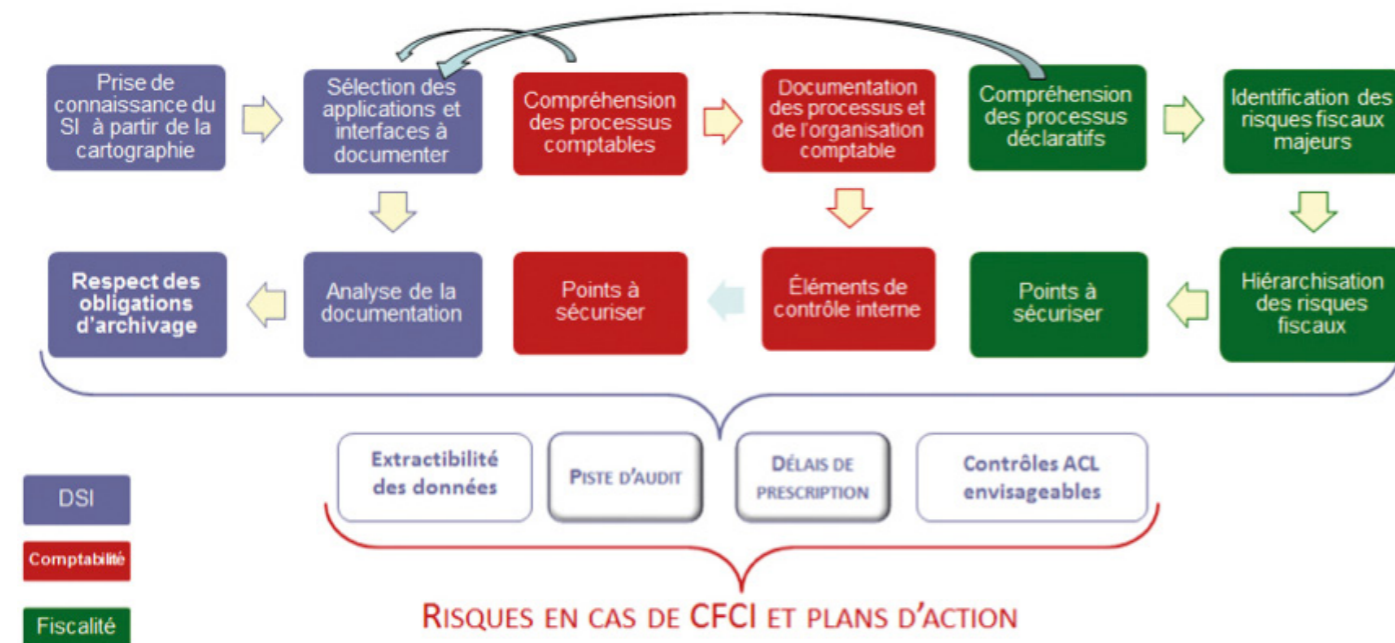 Prise de
connaissance du
SI à partir de la
cartographie
Sélection des
applications et
interfaces à
documenter
Compréhension
des processus
comptables
Documentation
des processus et
de l'organisation
comptable
Compréhension
des processus
déclaratifs
Identification des
risques fiscaux
majeurs
Respect des
obligations
d'archivage
Analyse de la
documentation
Points à
sécuriser
Éléments de
contrôle interne
Points à
sécuriser
Hiérarchisation
des risques
fiscaux
Extractibilité
des données
PISTE D'AUDIT
DÉLAIS DE
PRESCRIPTION
Contrôles ACL
envisageables
DSI
Comptabilité
Fiscalité
RISQUES EN CAS DE CFCI ET PLANS D'ACTION